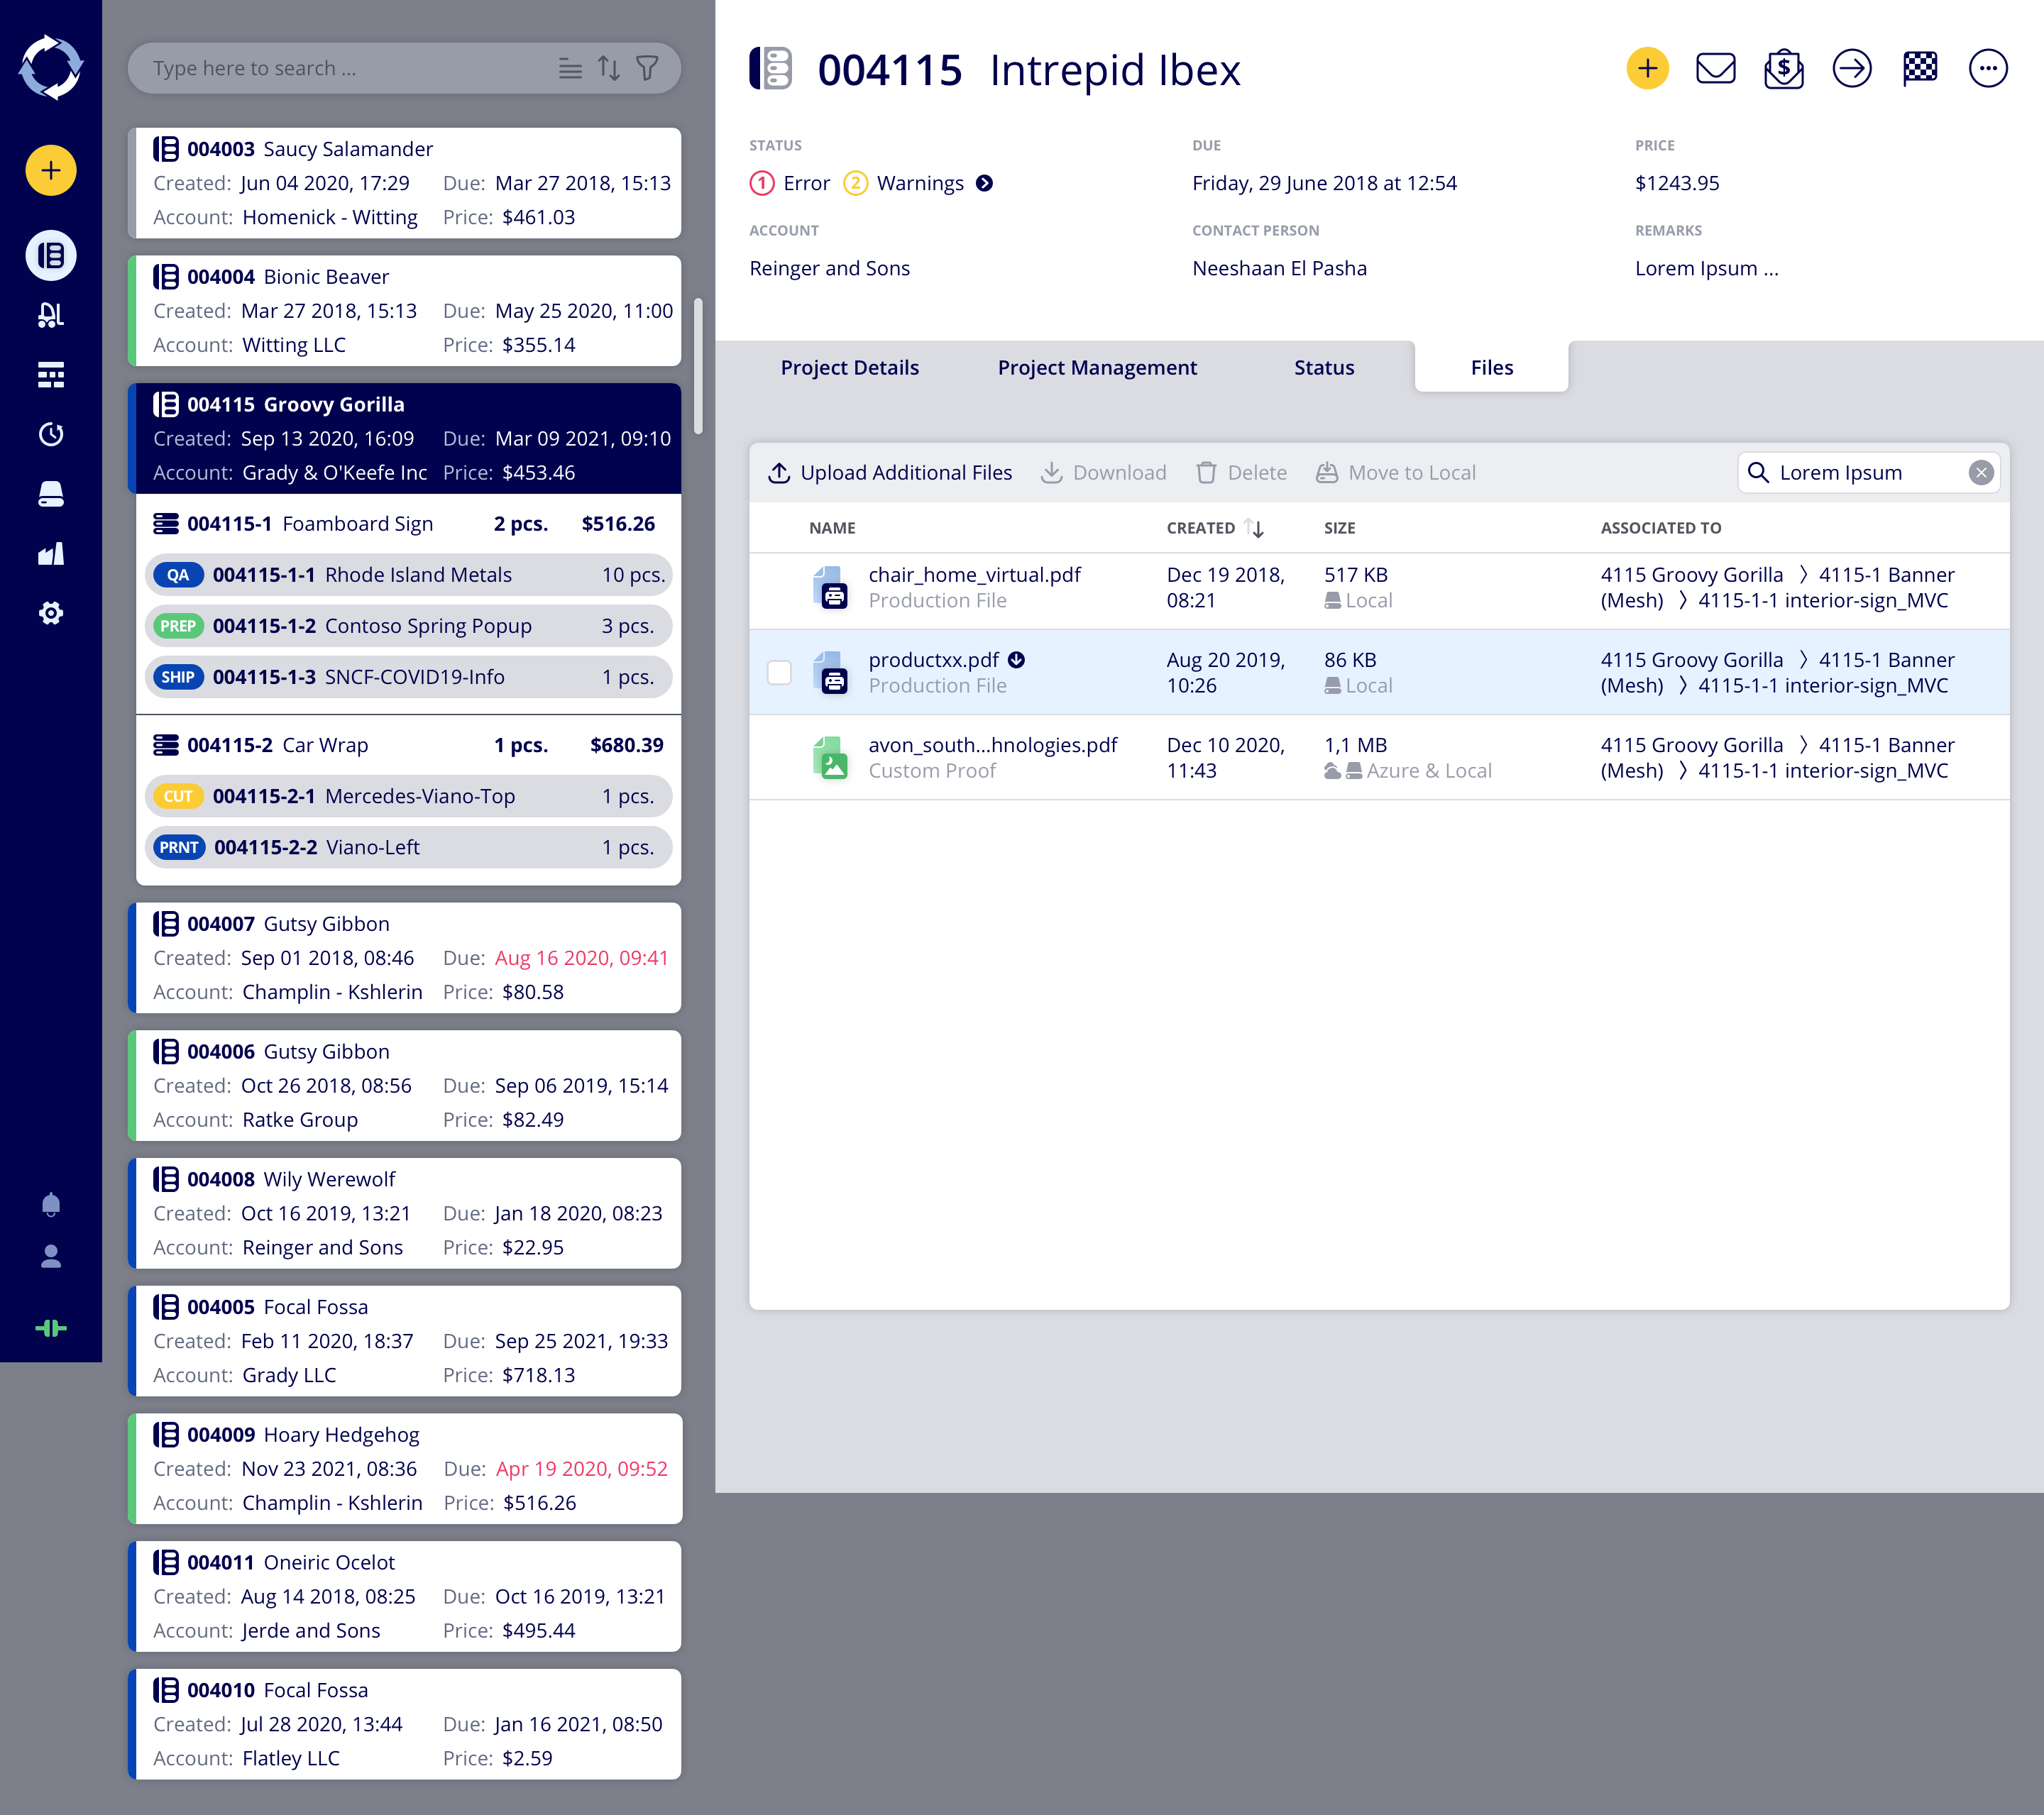 Type here to search ...
004003 Saucy Salamander
Created: Jun 04 2020, 17:29 Due: Mar 27 2018, 15:13
Account: Homenick - Witting Price: $461.03
004004 Bionic Beaver
Created: Mar 27 2018, 15:13 Due: May 25 2020, 11:00
Account: Witting LLC Price: $355.14
004115 Groovy Gorilla
Created: Sep 13 2020, 16:09 Due: Mar 09 2021, 09:10
Account: Grady & O'Keefe Inc Price: $453.46
004115-1 Foamboard Sign 2 pcs. $516.26
QA 004115-1-1 Rhode Island Metals 10 pcs.
PREP 004115-1-2 Contoso Spring Popup 3 pcs.
SHIP 004115-1-3 SNCF-COVID19-Info 1 pcs.
004115-2 Car Wrap 1 pcs. $680.39
CUT 004115-2-1 Mercedes-Viano-Top 1 pcs.
PRNT 004115-2-2 Viano-Left 1 pcs.
004007 Gutsy Gibbon
Created: Sep 01 2018, 08:46 Due: Aug 16 2020, 09:41
Account: Champlin - Kshlerin Price: $80.58
004006 Gutsy Gibbon
Created: Oct 26 2018, 08:56 Due: Sep 06 2019, 15:14
Account: Ratke Group Price: $82.49
004008 Wily Werewolf
Created: Oct 16 2019, 13:21 Due: Jan 18 2020, 08:23
Account: Reinger and Sons Price: $22.95
004005 Focal Fossa
Created: Feb 11 2020, 18:37 Due: Sep 25 2021, 19:33
Account: Grady LLC Price: $718.13
004009 Hoary Hedgehog
Created: Nov 23 2021, 08:36 Due: Apr 19 2020, 09:52
Account: Champlin - Kshlerin Price: $516.26
004011 Oneiric Ocelot
Created: Aug 14 2018, 08:25 Due: Oct 16 2019, 13:21
Account: Jerde and Sons Price: $495.44
004010 Focal Fossa
Created: Jul 28 2020, 13:44 Due: Jan 16 2021, 08:50
Account: Flatley LLC Price: $2.59
004115 Intrepid Ibex
$
STATUS DUE PRICE
1 Error 2 Warnings Friday, 29 June 2018 at 12:54 $1243.95
ACCOUNT CONTACT PERSON REMARKS
Reinger and Sons Neeshaan El Pasha Lorem Ipsum ...
Project Details Project Management Status Files
Upload Additional Files Download Delete Move to Local Lorem Ipsum
NAME CREATED SIZE ASSOCIATED TO
chair_home_virtual.pdf Dec 19 2018, 517 KB 4115 Groovy Gorilla 〉 4115-1 Banner
Production File 08:21 Local (Mesh) 〉 4115-1-1 interior-sign_MVC
productxx.pdf Aug 20 2019, 86 KB 4115 Groovy Gorilla 〉 4115-1 Banner
Production File 10:26 Local (Mesh) 〉 4115-1-1 interior-sign_MVC
avon_south...hnologies.pdf Dec 10 2020, 1,1 MB 4115 Groovy Gorilla 〉 4115-1 Banner
Custom Proof 11:43 Azure & Local (Mesh) 〉 4115-1-1 interior-sign_MVC